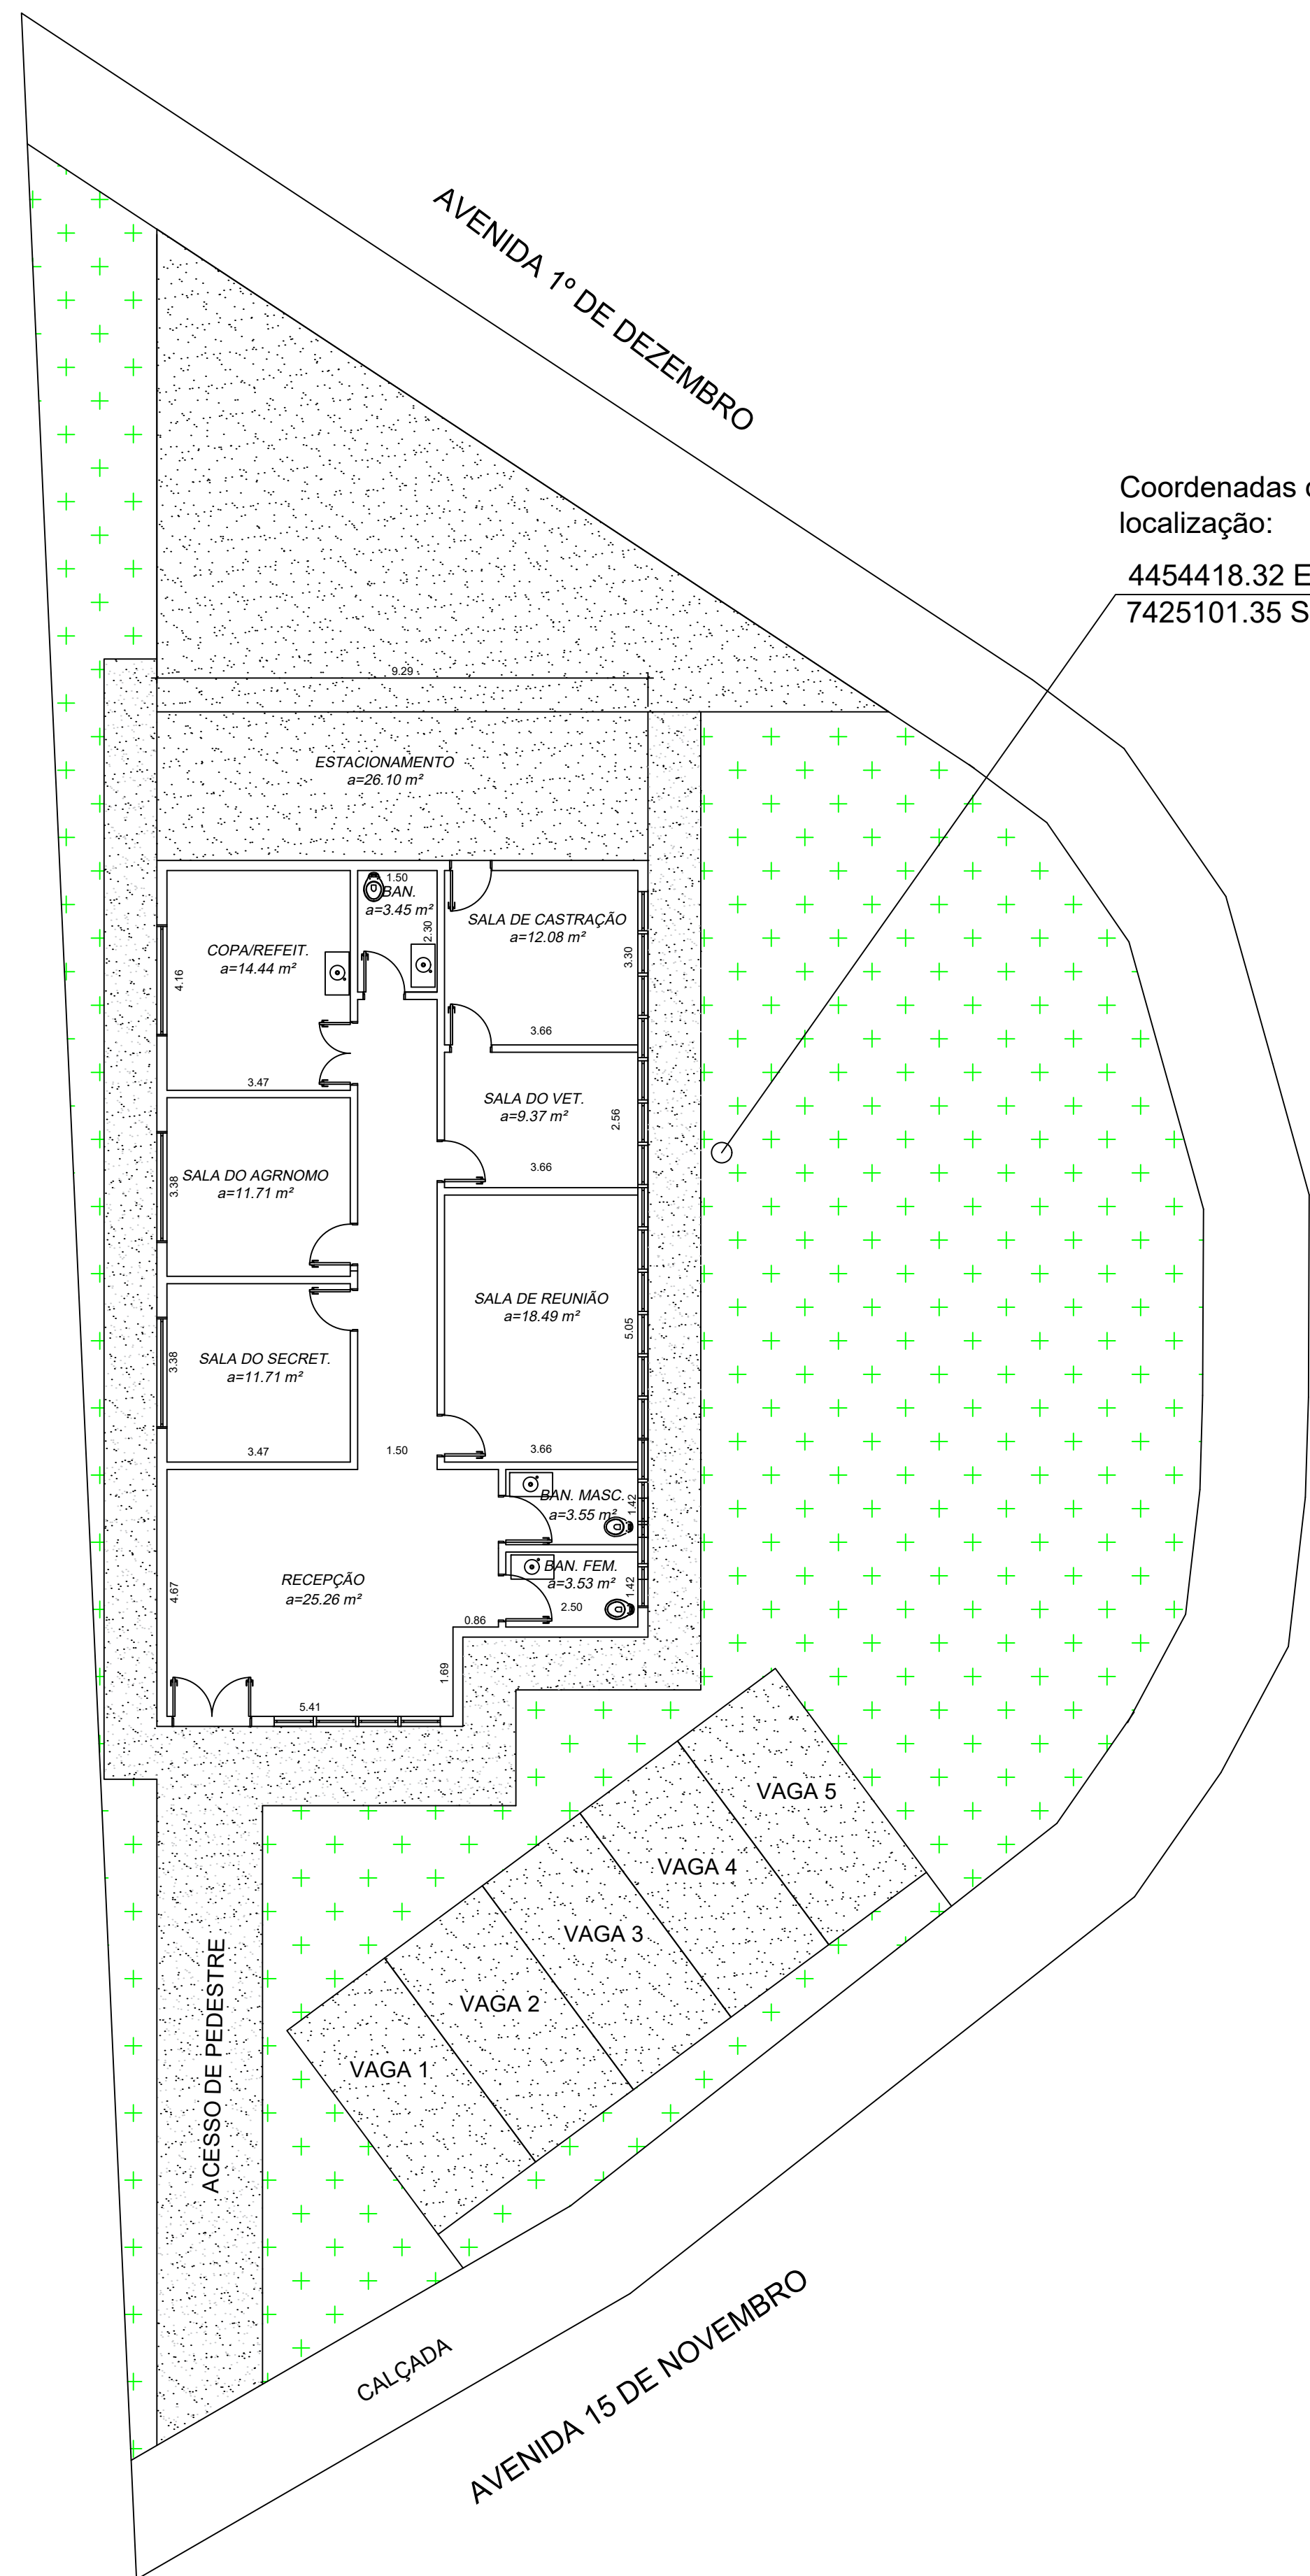 AVENIDA 1º DE DEZEMBRO
Coordenadas
localização:
4454418.32 E
7425101.35 S
9.29
ESTACIONAMENTO
a=26.10 m²
1.50
BAN.
a=3.45 m²
2.30
SALA DE CASTRAÇÃO
a=12.08 m²
3.30
3.66
COPA/REFEIT.
a=14.44 m²
4.16
3.47
SALA DO VET.
a=9.37 m²
2.56
3.66
SALA DO AGRNOMO
a=11.71 m²
3.38
SALA DE REUNIÃO
a=18.49 m²
5.05
3.66
SALA DO SECRET.
a=11.71 m²
3.38
3.47
1.50
BAN. MASC.
a=3.55 m²
1.42
BAN. FEM.
a=3.53 m²
1.42
2.50
RECEPÇÃO
a=25.26 m²
4.67
0.86
1.69
5.41
VAGA 5
VAGA 4
VAGA 3
VAGA 2
VAGA 1
ACESSO DE PEDESTRE
CALÇADA
AVENIDA 15 DE NOVEMBRO